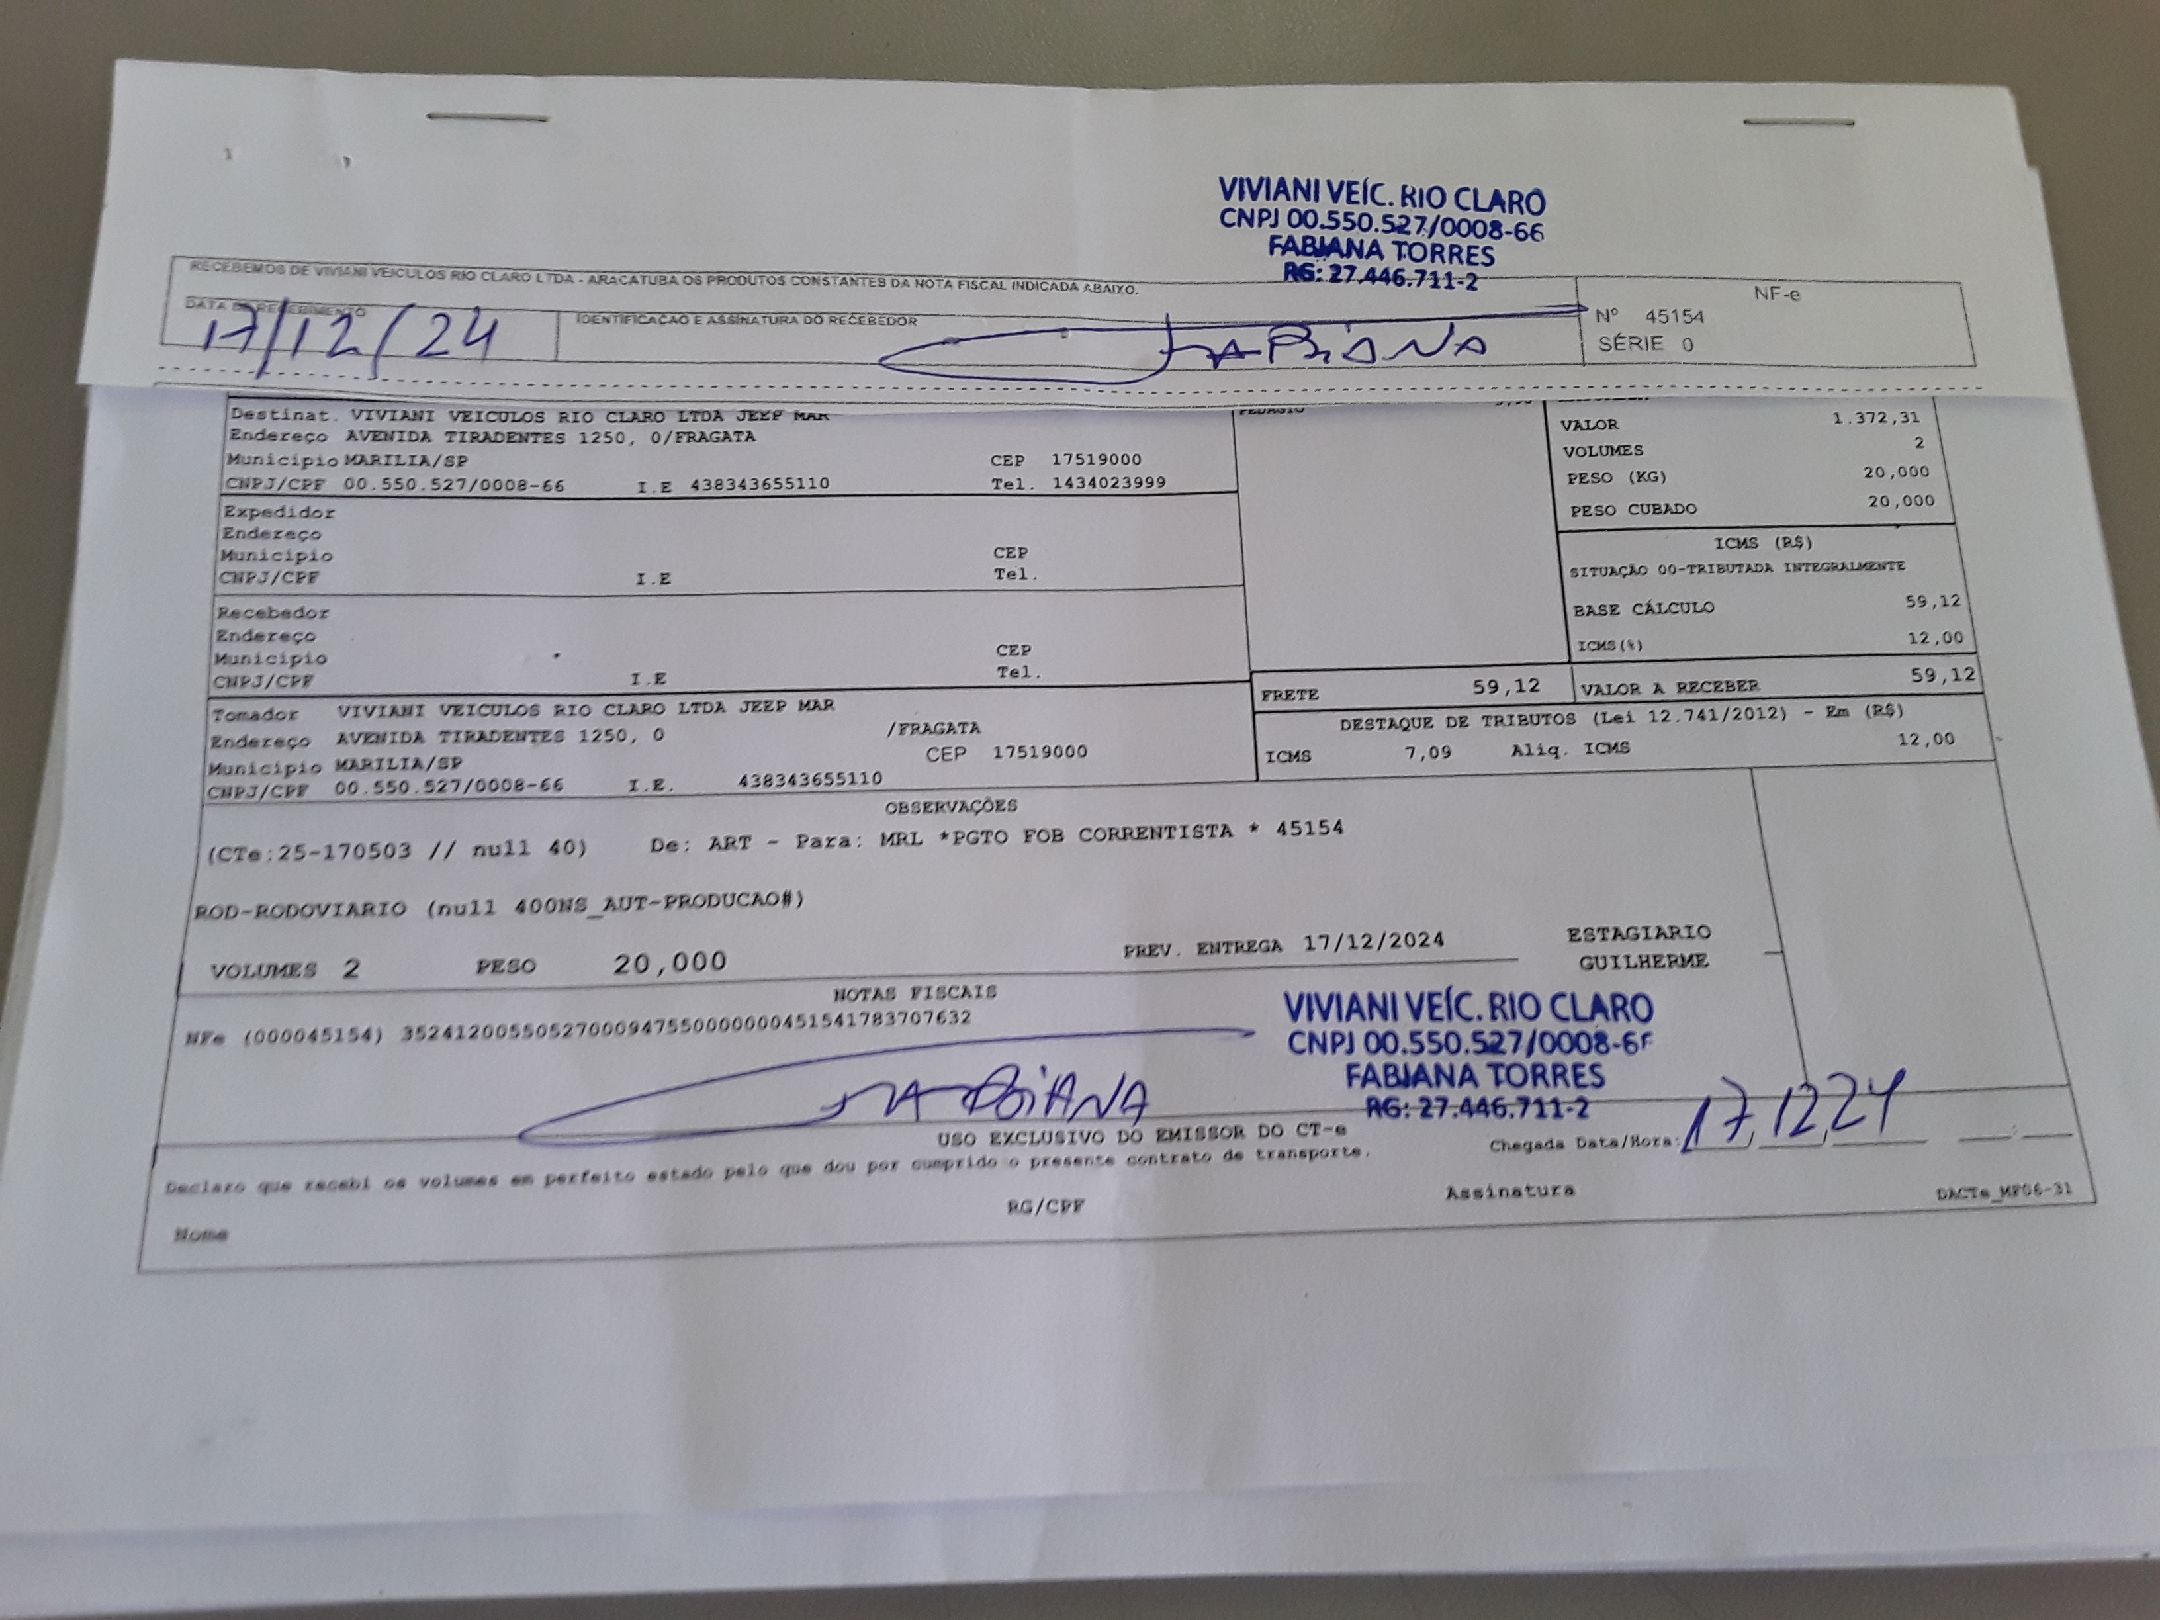 VIVIANI VEÍC. RIO CLARO
CNPJ 00.550.527/0008-66
FABIANA TORRES
RG: 27.446.711-2
RECEBEMOS DE VIVIANI VEICULOS RIO CLARO LTDA - ARACATUBA OS PRODUTOS CONSTANTES DA NOTA FISCAL INDICADA ABAIXO.
NF-e
DATA DE RECEBIMENTO
IDENTIFICAÇÃO E ASSINATURA DO RECEBEDOR
Nº 45154
17/12/24
FABIANA
SÉRIE 0
Destinat. VIVIANI VEICULOS RIO CLARO LTDA JEEP MAR
PEDAGIO
VALOR 1.372,31
Endereço AVENIDA TIRADENTES 1250, 0/FRAGATA
VOLUMES 2
Municipio MARILIA/SP CEP 17519000
PESO (KG) 20,000
CNPJ/CPF 00.550.527/0008-66 I.E 438343655110 Tel. 1434023999
PESO CUBADO 20,000
Expedidor
Endereço
ICMS (R$)
Municipio CEP
SITUAÇÃO 00-TRIBUTADA INTEGRALMENTE
CNPJ/CPF I.E Tel.
Recebedor
BASE CÁLCULO 59,12
Endereço
ICMS(%) 12,00
Municipio CEP
CNPJ/CPF I.E Tel.
FRETE 59,12 VALOR A RECEBER 59,12
Tomador VIVIANI VEICULOS RIO CLARO LTDA JEEP MAR
DESTAQUE DE TRIBUTOS (Lei 12.741/2012) - Em (R$)
Endereço AVENIDA TIRADENTES 1250, 0 /FRAGATA
ICMS 7,09 Aliq. ICMS 12,00
Municipio MARILIA/SP CEP 17519000
CNPJ/CPF 00.550.527/0008-66 I.E. 438343655110
OBSERVAÇÕES
(CTe:25-170503 // null 40) De: ART - Para: MRL *PGTO FOB CORRENTISTA * 45154
ROD-RODOVIARIO (null 400NS_AUT-PRODUCAO#)
VOLUMES 2 PESO 20,000 PREV. ENTREGA 17/12/2024
ESTAGIARIO
GUILHERME
NOTAS FISCAIS
NFe (000045154) 35241200550527000947550000000451541783707632
VIVIANI VEÍC. RIO CLARO
CNPJ 00.550.527/0008-6
FABIANA TORRES
RG: 27.446.711-2
FABIANA
USO EXCLUSIVO DO EMISSOR DO CT-e
Chegada Data/Hora: 17 12 24
Declaro que recebi os volumes em perfeito estado pelo que dou por cumprido o presente contrato de transporte.
Nome RG/CPF Assinatura DACTe_MF06-31